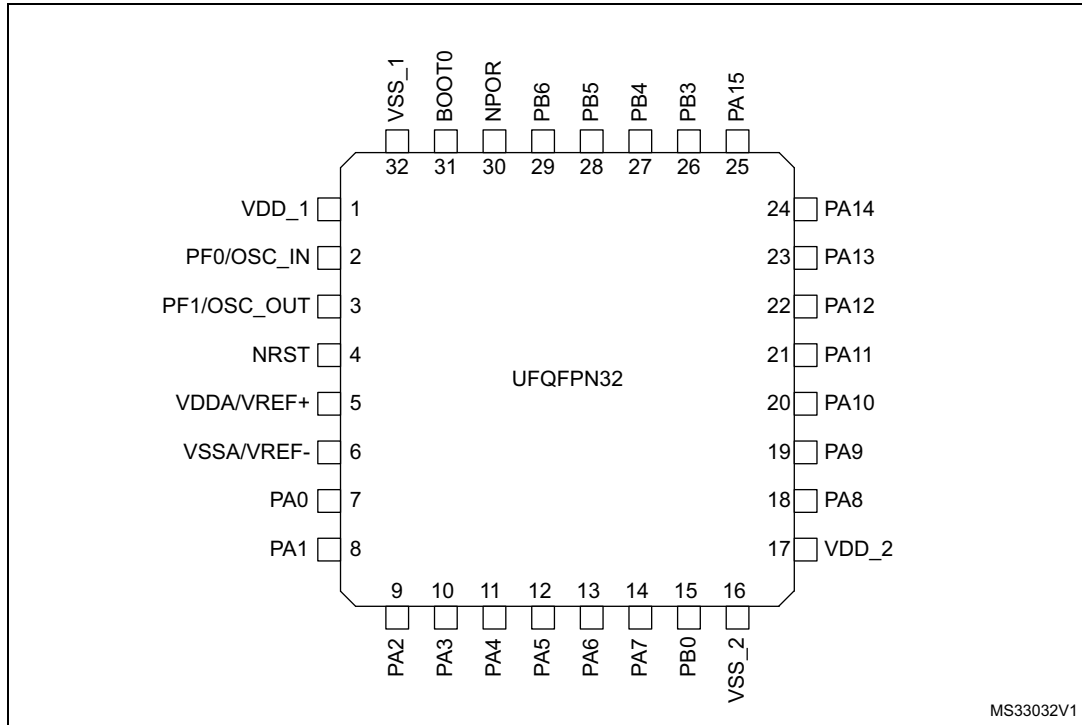 VSS_1
BOOT0
NPOR
PB6
PB5
PB4
PB3
PA15
32 31 30 29 28 27 26 25
VDD_1 1
PF0/OSC_IN 2
PF1/OSC_OUT 3
NRST 4
VDDA/VREF+ 5
VSSA/VREF- 6
PA0 7
PA1 8
UFQFPN32
24 PA14
23 PA13
22 PA12
21 PA11
20 PA10
19 PA9
18 PA8
17 VDD_2
9 10 11 12 13 14 15 16
PA2
PA3
PA4
PA5
PA6
PA7
PB0
VSS_2
MS33032V1